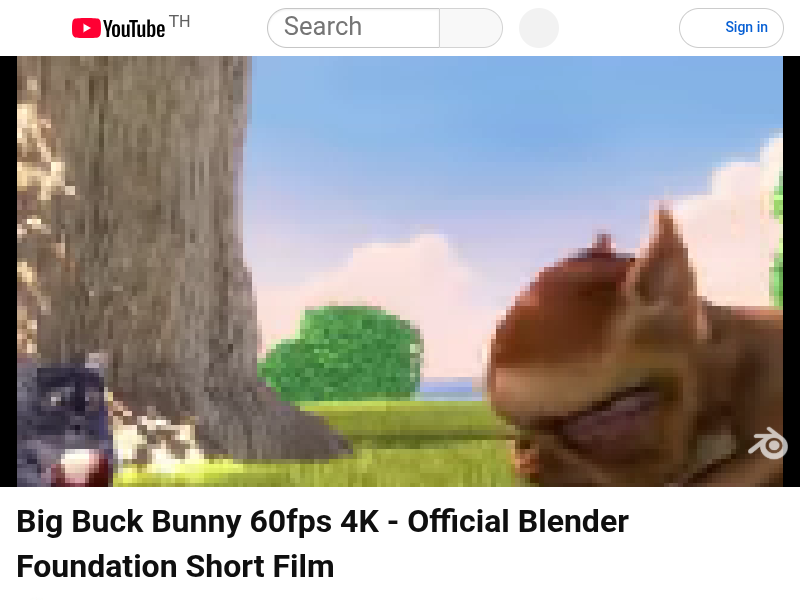 YouTube TH
Search
Sign in
Big Buck Bunny 60fps 4K - Official Blender
Foundation Short Film